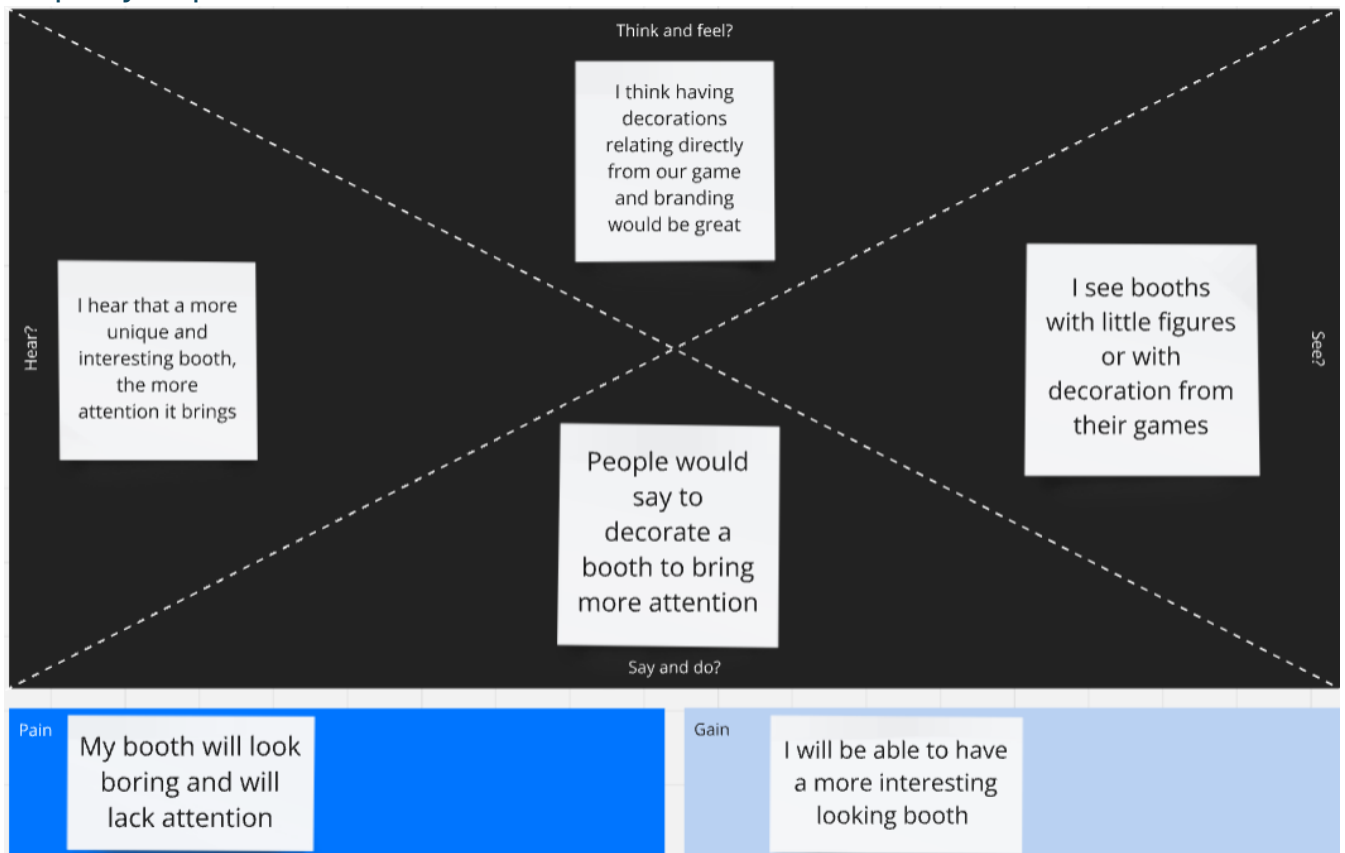 Think and feel?
I think having
decorations
relating directly
from our game
and branding
would be great
Hear?
I hear that a more
unique and
interesting booth,
the more
attention it brings
I see booths
with little figures
or with
decoration from
their games
See?
People would
say to
decorate a
booth to bring
more attention
Say and do?
Pain
My booth will look
boring and will
lack attention
Gain
I will be able to have
a more interesting
looking booth